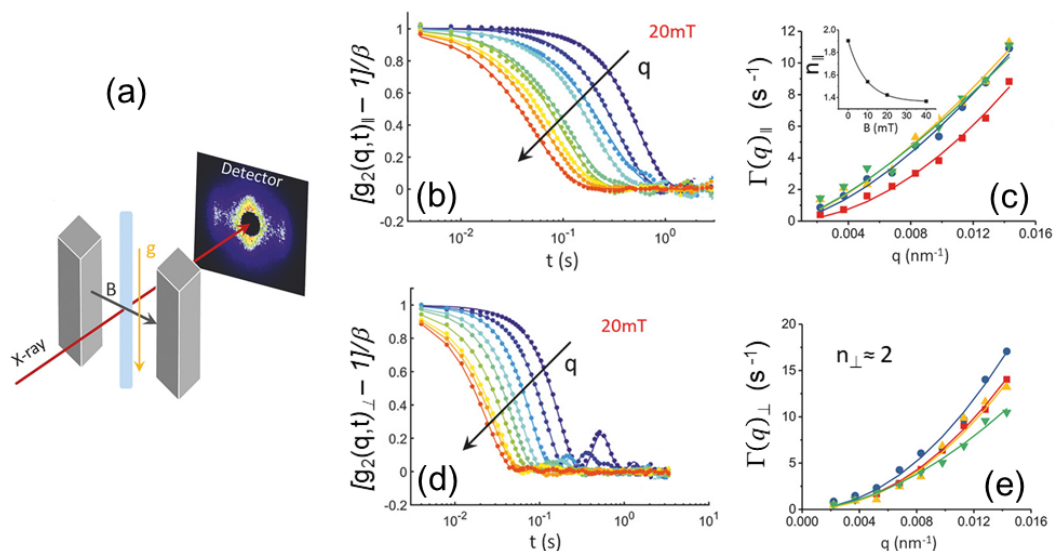 (a)
Detector
g
B
X-ray
[g₂(q,t)∥ − 1]/β
1
0.8
0.6
0.4
0.2
0
-0.2
20mT
q
(b)
10⁻² 10⁻¹ 10⁰
t (s)
Γ(q)∥ (s⁻¹)
12
10
8
6
4
2
0
n∥
2.0
1.8
1.6
1.4
0 10 20 30 40
B (mT)
(c)
0.004 0.008 0.012 0.016
q (nm⁻¹)
[g₂(q,t)⊥ − 1]/β
1
0.8
0.6
0.4
0.2
0
-0.2
20mT
q
(d)
10⁻² 10⁻¹ 10⁰ 10¹
t (s)
Γ(q)⊥ (s⁻¹)
20
15
10
5
0
n⊥≈ 2
(e)
0.000 0.004 0.008 0.012 0.016
q (nm⁻¹)